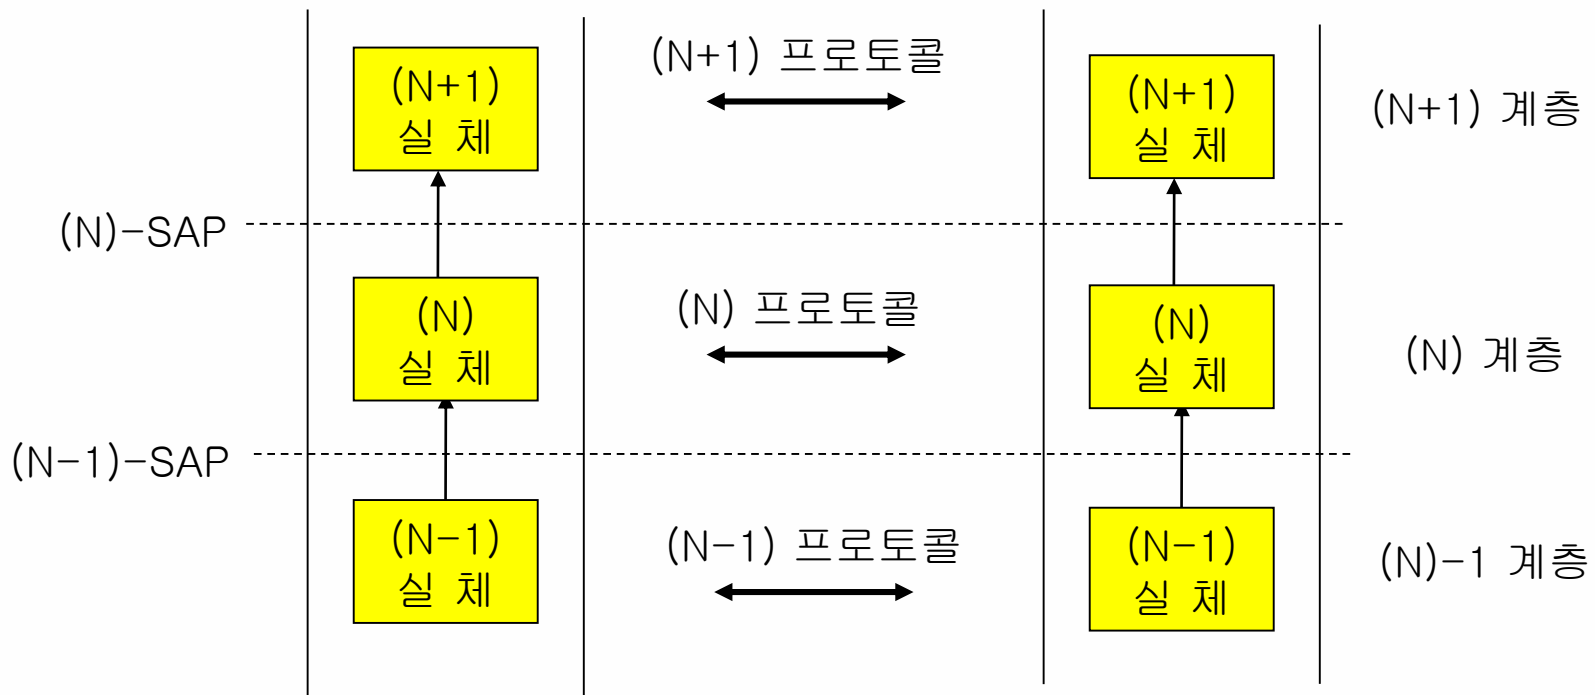 (N+1) 프로토콜
(N+1)
실 체
(N+1)
실 체
(N+1) 계층
(N)-SAP
(N)
실 체
(N) 프로토콜
(N)
실 체
(N) 계층
(N-1)-SAP
(N-1)
실 체
(N-1) 프로토콜
(N-1)
실 체
(N)-1 계층